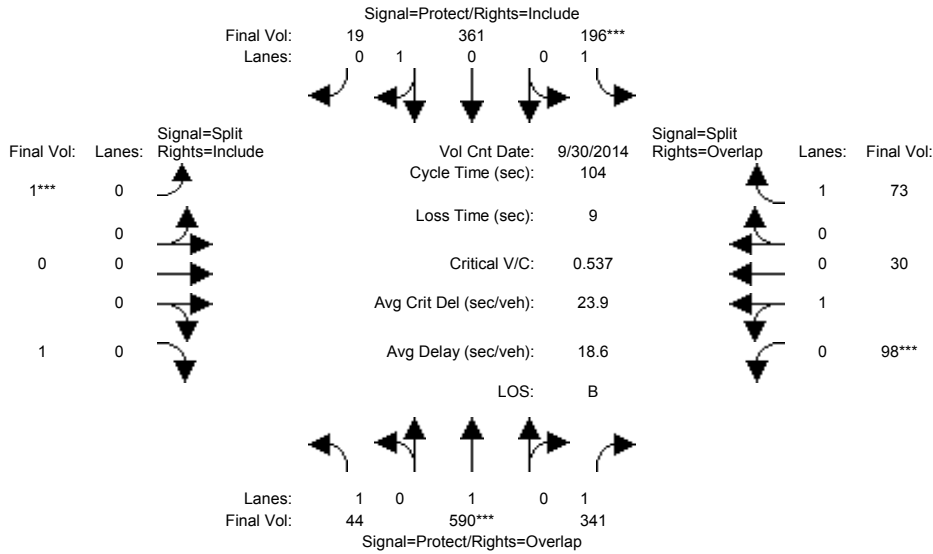 Signal=Protect/Rights=Include
Final Vol: 19 361 196***
Lanes: 0 1 0 0 1
Signal=Split Signal=Split
Final Vol: Lanes: Rights=Include Vol Cnt Date: 9/30/2014 Rights=Overlap Lanes: Final Vol:
Cycle Time (sec): 104
1*** 0 1 73
Loss Time (sec): 9
0 0
0 0 Critical V/C: 0.537 0 30
0 Avg Crit Del (sec/veh): 23.9 1
1 0 Avg Delay (sec/veh): 18.6 0 98***
LOS: B
Lanes: 1 0 1 0 1
Final Vol: 44 590*** 341
Signal=Protect/Rights=Overlap